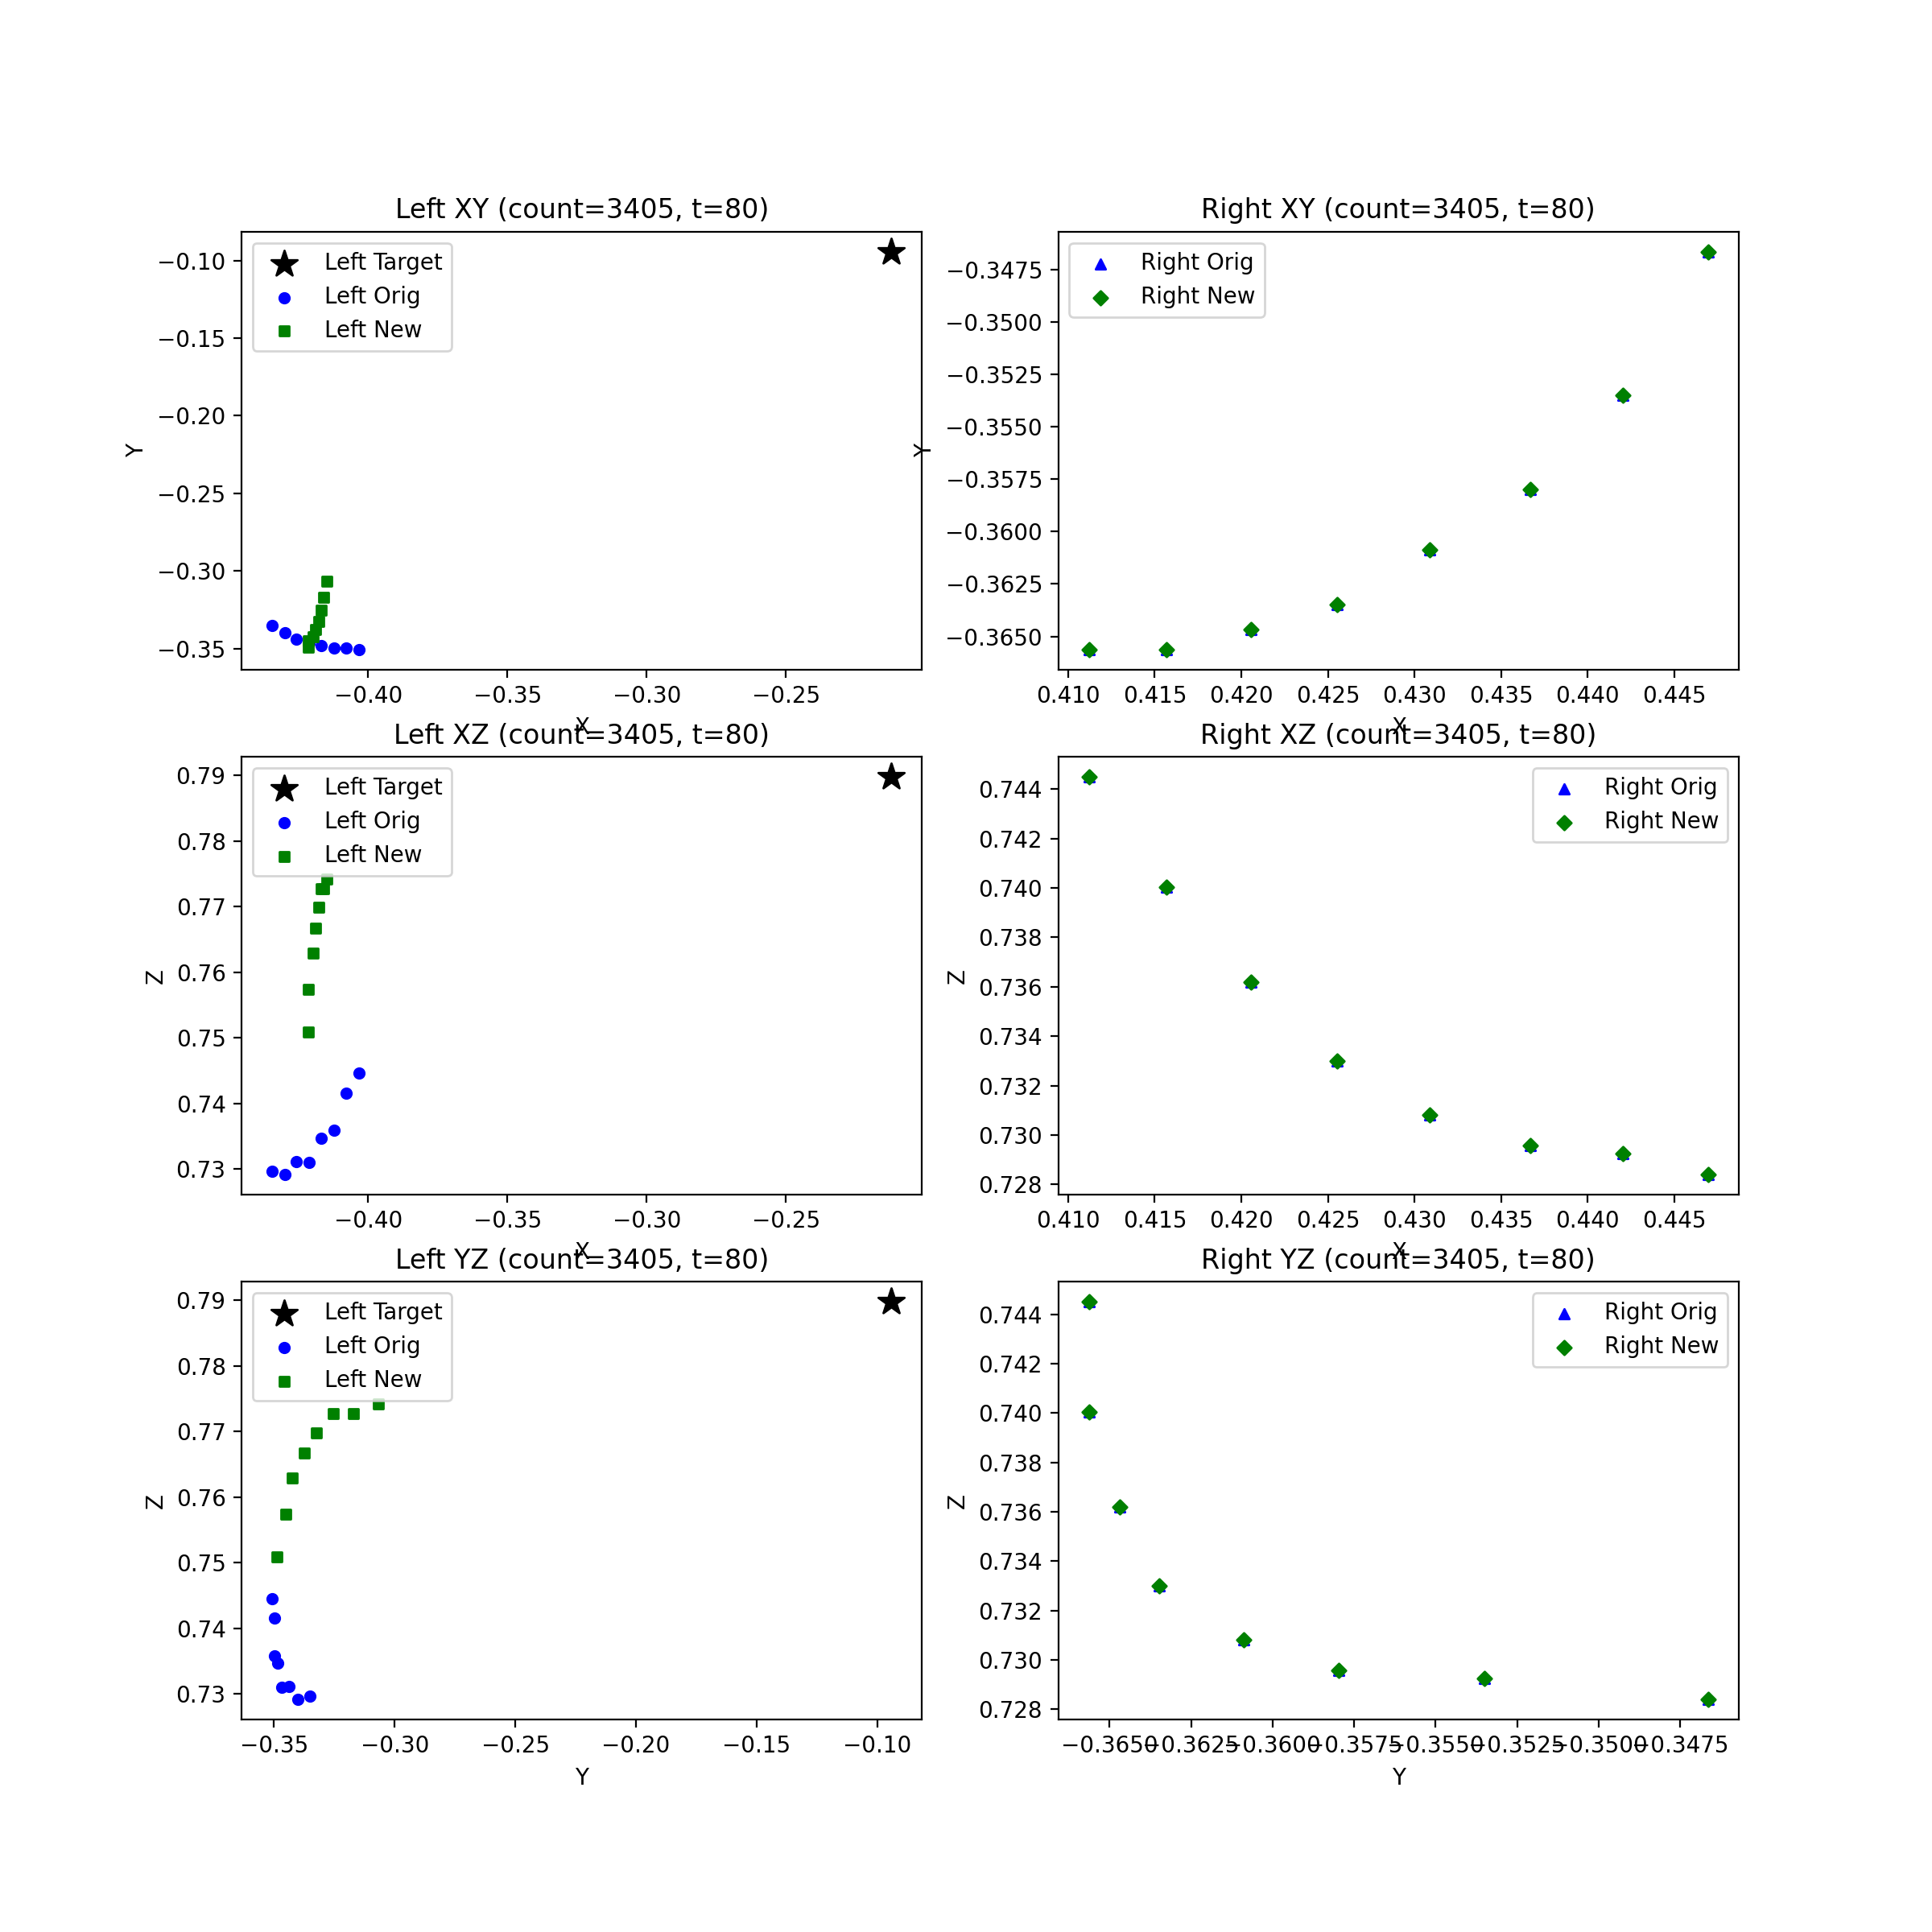 Left XY (count=3405, t=80)
Left Target
Left Orig
Left New
−0.10
−0.15
−0.20
−0.25
−0.30
−0.35
Y
−0.40
−0.35
−0.30
−0.25
X
Right XY (count=3405, t=80)
Right Orig
Right New
−0.3475
−0.3500
−0.3525
−0.3550
−0.3575
−0.3600
−0.3625
−0.3650
Y
0.410
0.415
0.420
0.425
0.430
0.435
0.440
0.445
X
Left XZ (count=3405, t=80)
Left Target
Left Orig
Left New
0.79
0.78
0.77
0.76
0.75
0.74
0.73
Z
−0.40
−0.35
−0.30
−0.25
X
Right XZ (count=3405, t=80)
Right Orig
Right New
0.744
0.742
0.740
0.738
0.736
0.734
0.732
0.730
0.728
Z
0.410
0.415
0.420
0.425
0.430
0.435
0.440
0.445
X
Left YZ (count=3405, t=80)
Left Target
Left Orig
Left New
0.79
0.78
0.77
0.76
0.75
0.74
0.73
Z
−0.35
−0.30
−0.25
−0.20
−0.15
−0.10
Y
Right YZ (count=3405, t=80)
Right Orig
Right New
0.744
0.742
0.740
0.738
0.736
0.734
0.732
0.730
0.728
Z
−0.3650
−0.3625
−0.3600
−0.3575
−0.3550
−0.3525
−0.3500
−0.3475
Y